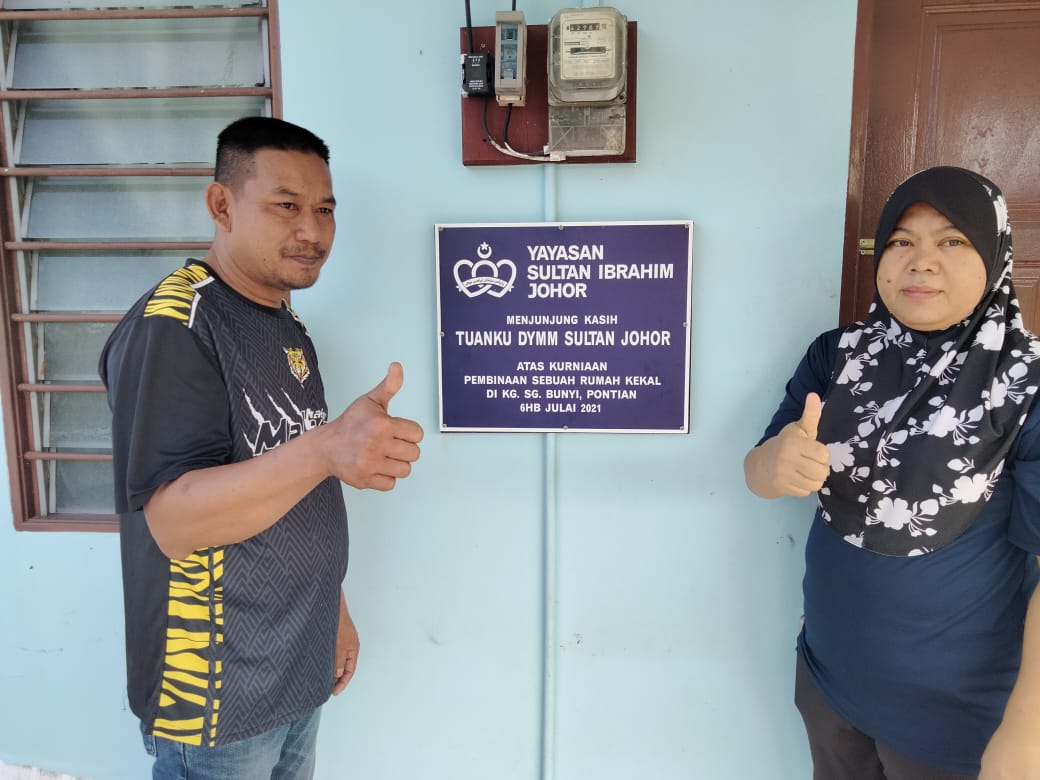 YAYASAN
SULTAN IBRAHIM
JOHOR
MENJUNJUNG KASIH
TUANKU DYMM SULTAN JOHOR
ATAS KURNIAAN
PEMBINAAN SEBUAH RUMAH KEKAL
DI KG. SG. BUNYI, PONTIAN
6HB JULAI 2021